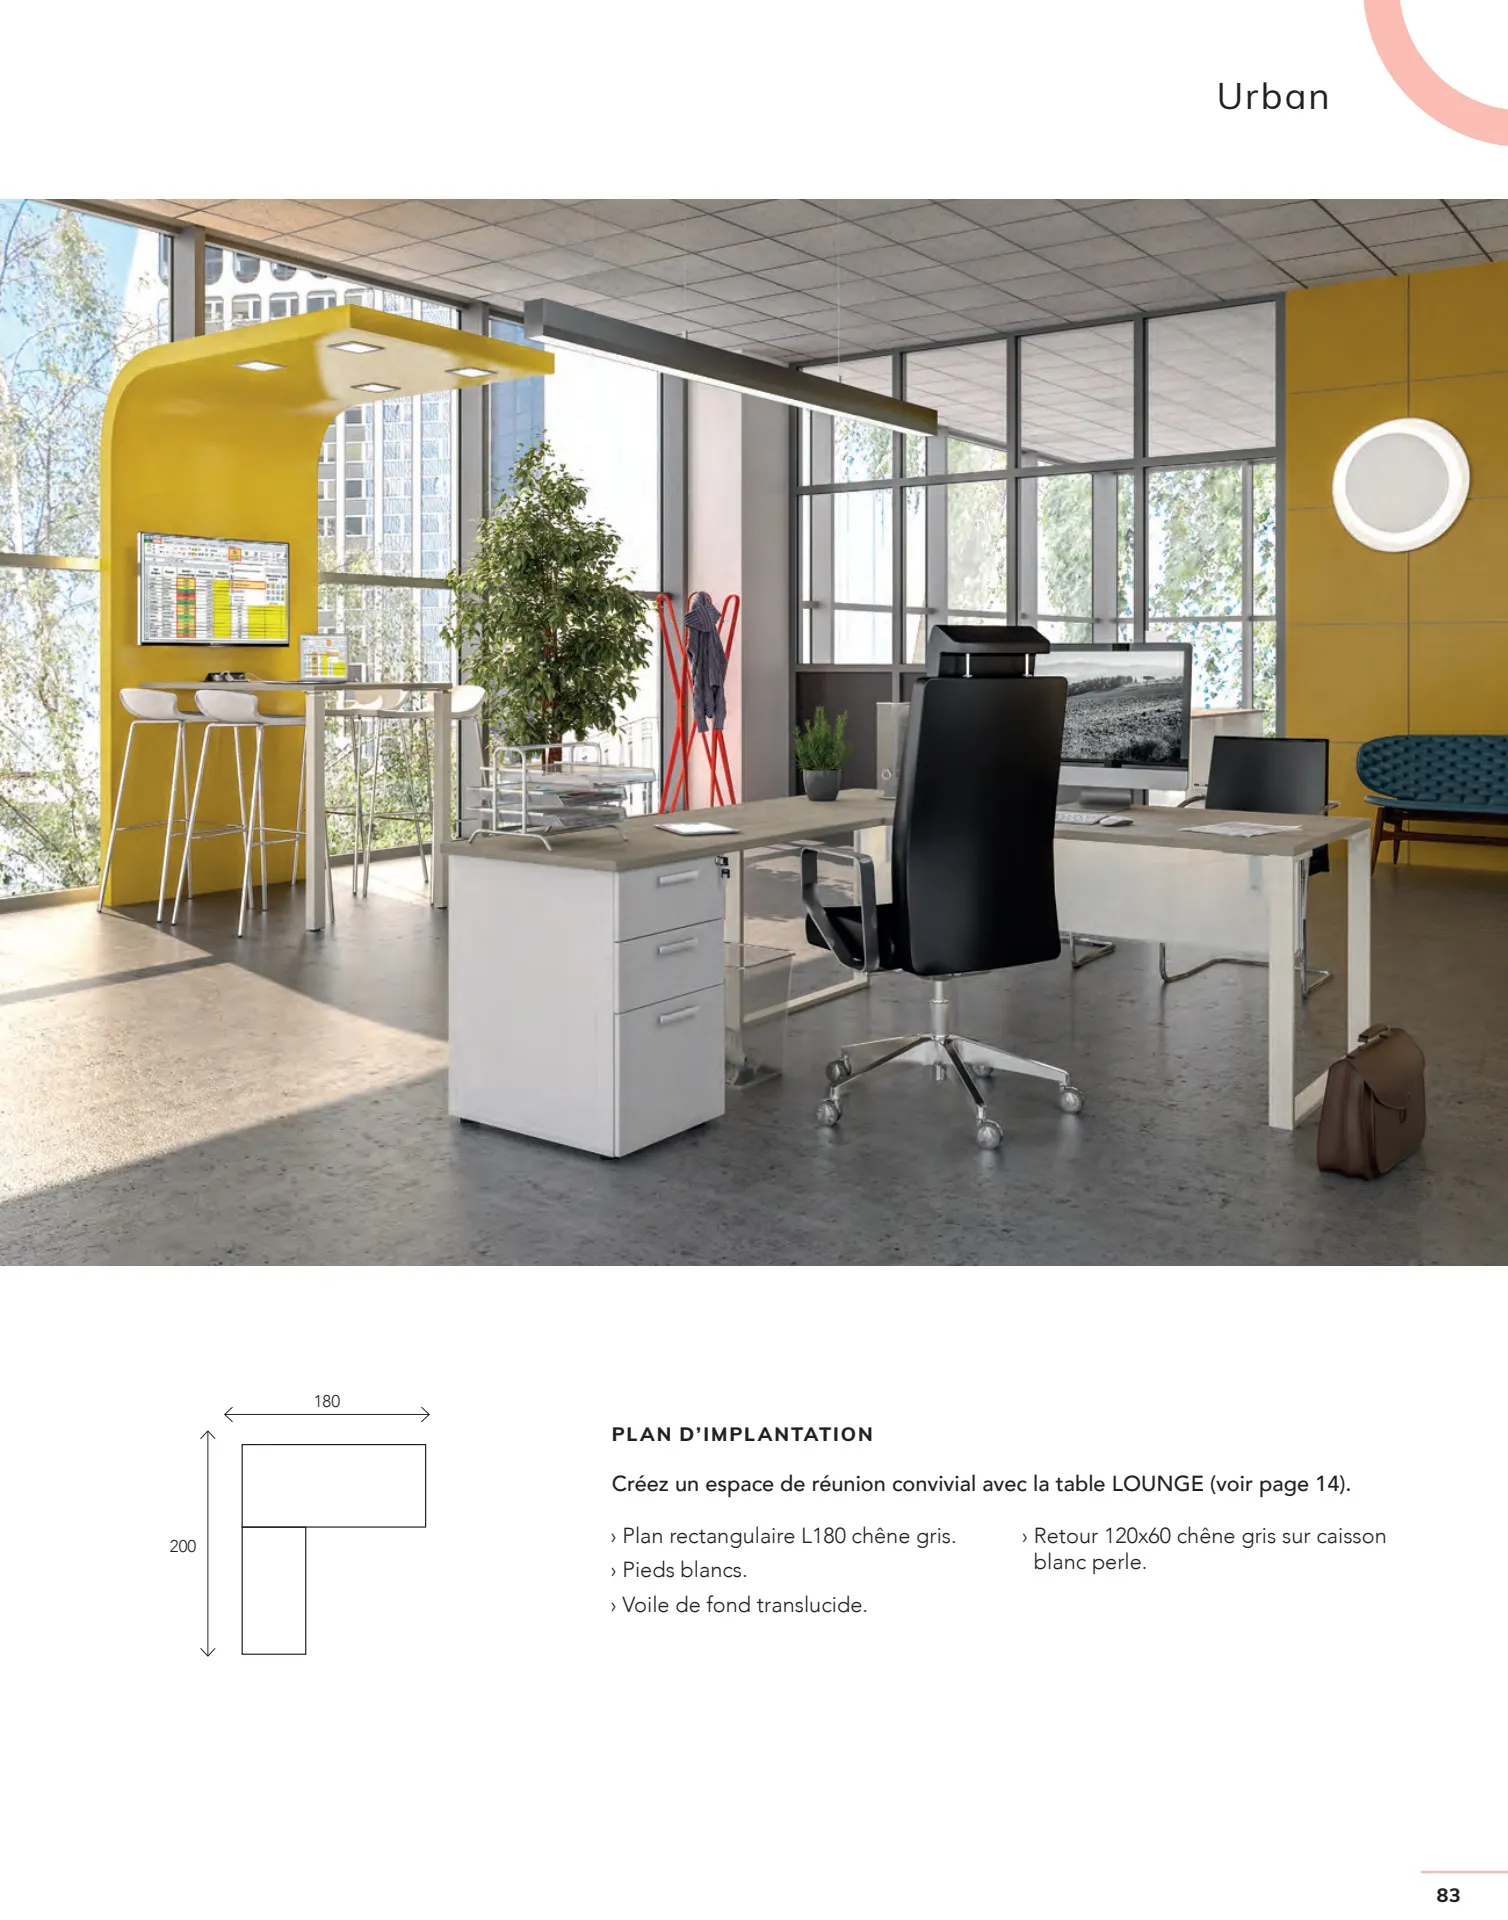 Urban
180
200
PLAN D’IMPLANTATION
Créez un espace de réunion convivial avec la table LOUNGE (voir page 14).
› Plan rectangulaire L180 chêne gris.
› Pieds blancs.
› Voile de fond translucide.
› Retour 120x60 chêne gris sur caisson
blanc perle.
83